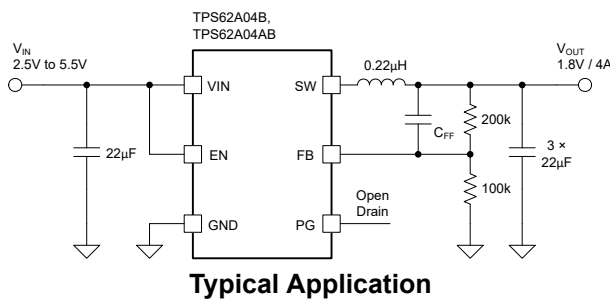 TPS62A04B,
TPS62A04AB
VIN
2.5V to 5.5V
VOUT
1.8V / 4A
VIN
SW
0.22µH
22µF
CFF
200k
3 ×
22µF
EN
FB
100k
Open
Drain
GND
PG
Typical Application